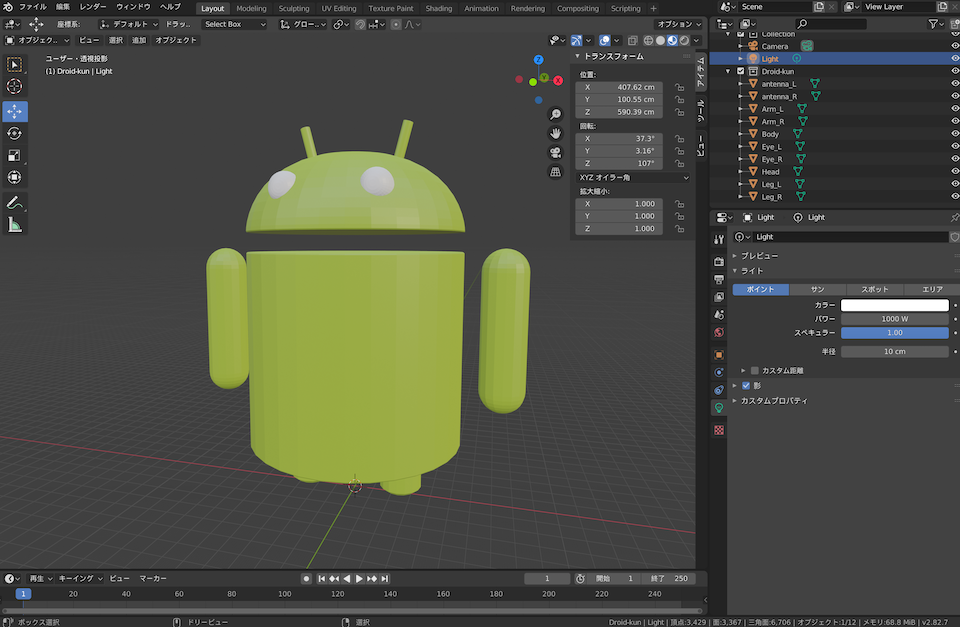 ファイル 編集 レンダー ウィンドウ ヘルプ Layout Modeling Sculpting UV Editing Texture Paint Shading Animation Rendering Compositing Scripting + Scene View Layer
座標系: デフォルト ドラッ.. Select Box グロー.. オプション
オブジェク.. ビュー 選択 追加 オブジェクト
ユーザー・透視投影
(1) Droid-kun | Light
Z
Y
X
トランスフォーム
位置:
X 407.62 cm
Y 100.55 cm
Z 590.39 cm
回転:
X 37.3°
Y 3.16°
Z 107°
XYZ オイラー角
拡大縮小:
X 1.000
Y 1.000
Z 1.000
アイテム
ツール
ビュー
Collection
Camera
Light
Droid-kun
antenna_L
antenna_R
Arm_L
Arm_R
Body
Eye_L
Eye_R
Head
Leg_L
Leg_R
Light Light
Light
プレビュー
ライト
ポイント サン スポット エリア
カラー
パワー 1000 W
スペキュラー 1.00
半径 10 cm
カスタム距離
影
カスタムプロパティ
再生 キーイング ビュー マーカー 1 開始 1 終了 250
1 20 40 60 80 100 120 140 160 180 200 220 240
ボックス選択 ドリービュー 選択 Droid-kun | Light | 頂点:3,429 | 面:3,367 | 三角面:6,706 | オブジェクト:1/12 | メモリ:68.8 MiB | v2.82.7